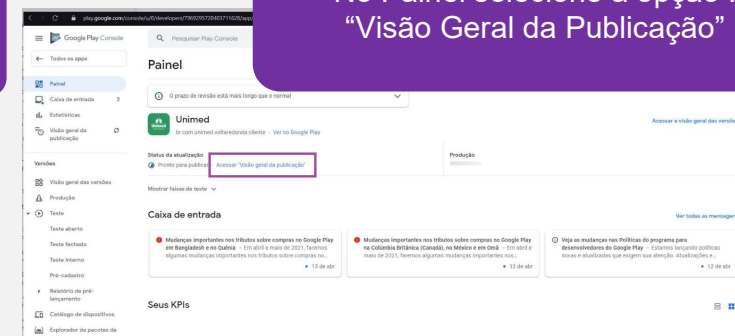 “Visão Geral da Publicação”
play.google.com/console/u/0/developers/7969295720403711628/app/
Google Play Console
Pesquisar Play Console
Todos os apps
Painel
Painel
Caixa de entrada 5
Estatísticas
Visão geral da
publicação
Versões
Visão geral das versões
Produção
Teste
Teste aberto
Teste fechado
Teste interno
Pré-cadastro
Relatório de pré-
lançamento
Catálogo de dispositivos
Explorador de pacotes de
O prazo de revisão está mais longo que o normal
Unimed
br.com.unimed.voltaredonda.cliente - Ver no Google Play
Acessar a visão geral das versões
Status da atualização
Pronto para publicar Acessar "Visão geral da publicação"
Produção
Mostrar faixas de teste
Caixa de entrada
Ver todas as mensagens
Mudanças importantes nos tributos sobre compras no Google Play
em Bangladesh e no Quênia – Em abril e maio de 2021, faremos
algumas mudanças importantes nos tributos sobre compras no...
13 de abr
Mudanças importantes nos tributos sobre compras no Google Play
na Colúmbia Britânica (Canadá), no México e em Omã – Em abril e
maio de 2021, faremos algumas mudanças importantes nos...
12 de abr
Veja as mudanças nas Políticas do programa para
desenvolvedores do Google Play – Estamos lançando políticas
novas e atualizadas que exigem sua atenção. Atualizações e...
12 de abr
Seus KPIs